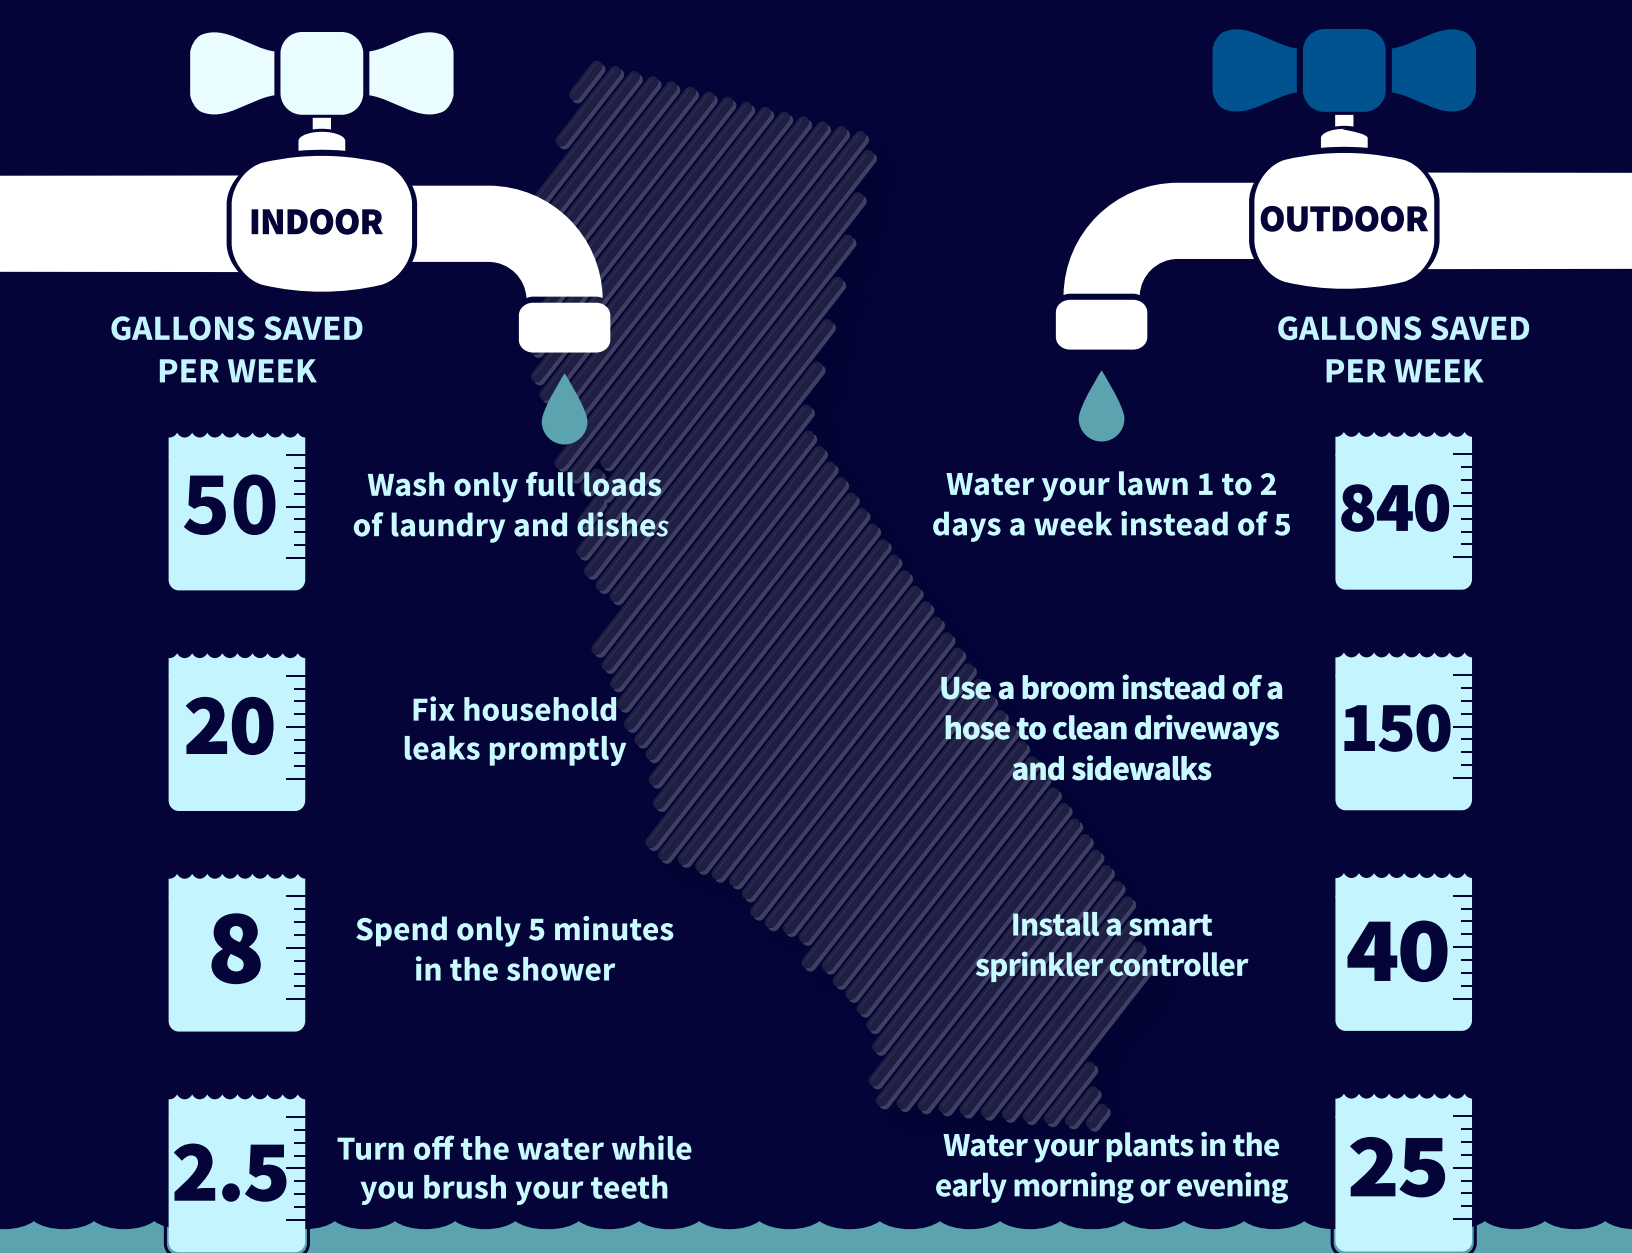 INDOOR
GALLONS SAVED
PER WEEK
50
Wash only full loads
of laundry and dishes
20
Fix household
leaks promptly
8
Spend only 5 minutes
in the shower
2.5
Turn off the water while
you brush your teeth
OUTDOOR
GALLONS SAVED
PER WEEK
Water your lawn 1 to 2
days a week instead of 5
840
Use a broom instead of a
hose to clean driveways
and sidewalks
150
Install a smart
sprinkler controller
40
Water your plants in the
early morning or evening
25